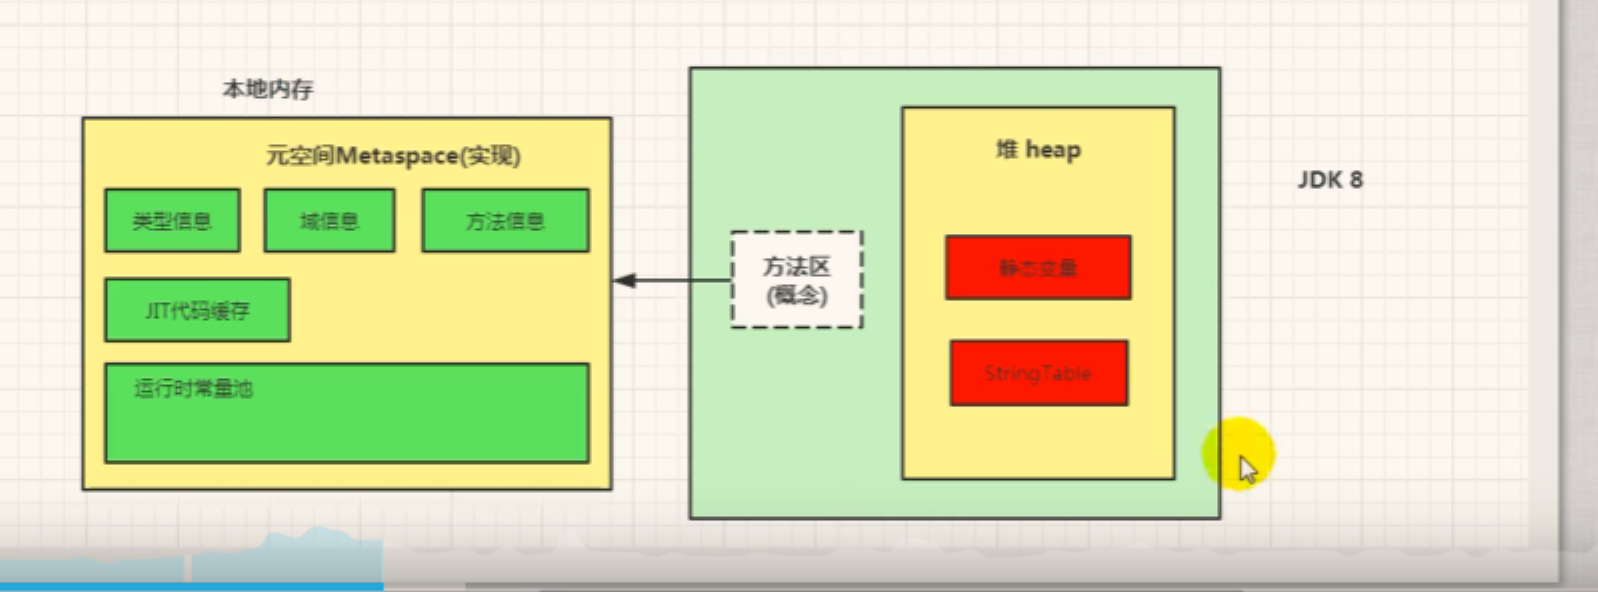 本地内存
元空间Metaspace(实现)
类型信息
域信息
方法信息
JIT代码缓存
运行时常量池
方法区
(概念)
堆 heap
静态变量
StringTable
JDK 8